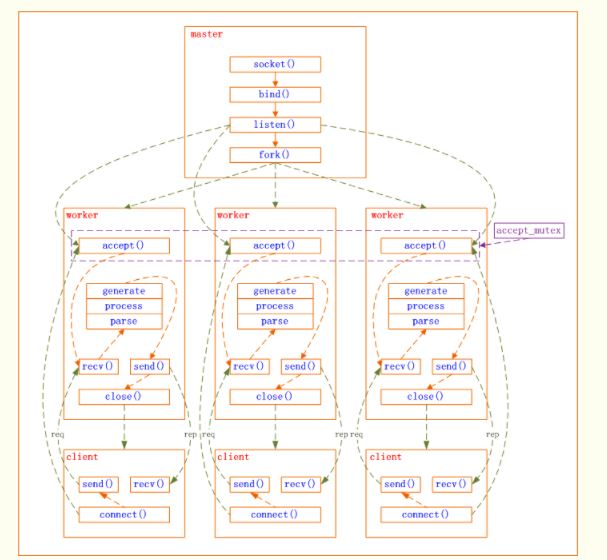 master
socket()
bind()
listen()
fork()
worker
worker
worker
accept_mutex
accept()
accept()
accept()
generate
process
parse
generate
process
parse
generate
process
parse
recv()
send()
recv()
send()
recv()
send()
close()
close()
close()
req
rep
req
rep
req
rep
client
client
client
send()
recv()
send()
recv()
send()
recv()
connect()
connect()
connect()